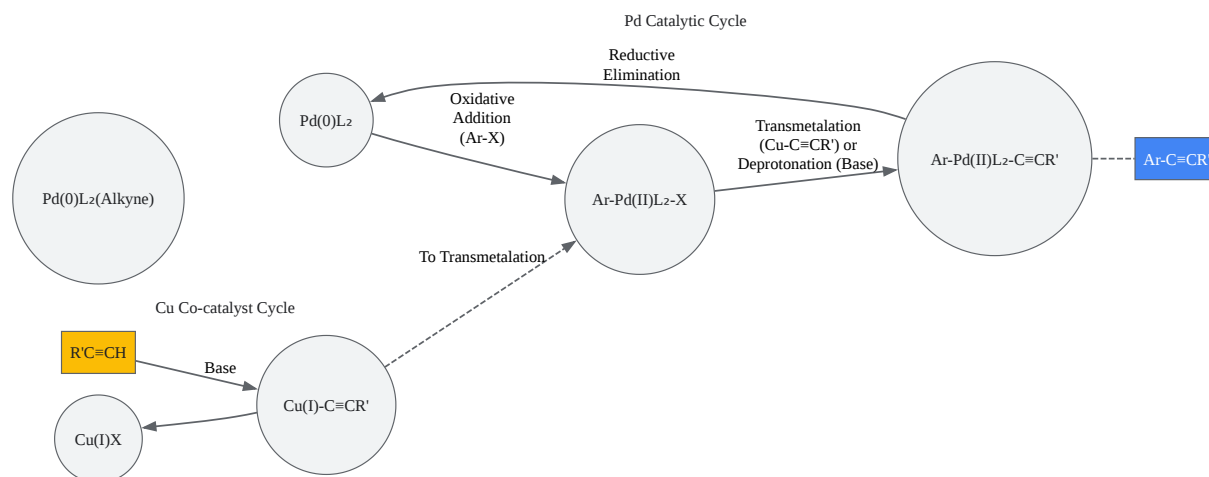 Pd Catalytic Cycle
Reductive
Elimination
Pd(0)L₂
Oxidative
Addition
(Ar-X)
Transmetalation
(Cu-C≡CR') or
Deprotonation (Base)
Ar-Pd(II)L₂-C≡CR'
Ar-C≡CR'
Pd(0)L₂(Alkyne)
Ar-Pd(II)L₂-X
To Transmetalation
Cu Co-catalyst Cycle
R'C≡CH
Base
Cu(I)-C≡CR'
Cu(I)X